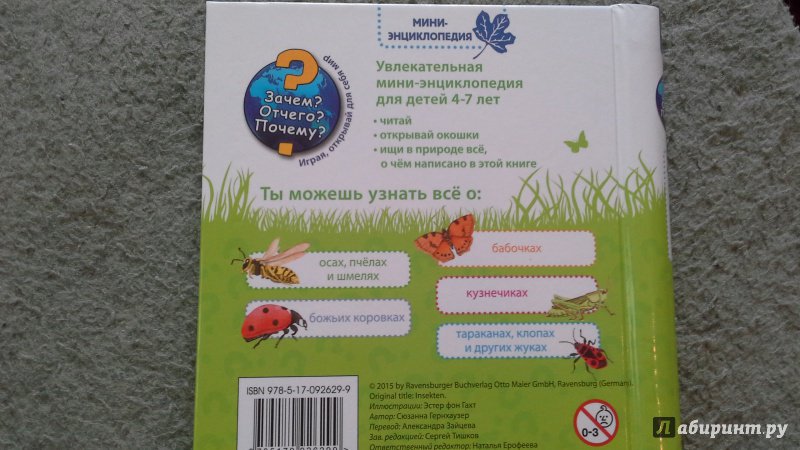 МИНИ-
ЭНЦИКЛОПЕДИЯ
?
Зачем?
Отчего?
Почему?
Играя, открывай для себя мир
Увлекательная
мини-энциклопедия
для детей 4-7 лет
• читай
• открывай окошки
• ищи в природе всё,
о чём написано в этой книге
Ты можешь узнать всё о:
осах, пчёлах
и шмелях
бабочках
божьих коровках
кузнечиках
тараканах, клопах
и других жуках
ISBN 978-5-17-092629-9
© 2015 by Ravensburger Buchverlag Otto Maier GmbH, Ravensburg (Germany).
Original title: Insekten.
Иллюстрации: Эстер фон Гахт
Автор: Сюзанна Гернхаузер
Перевод: Александра Зайцева
Зав. редакцией: Сергей Тишков
Ответственный редактор: Наталья Ерофеева
0-3
Лабиринт.ру